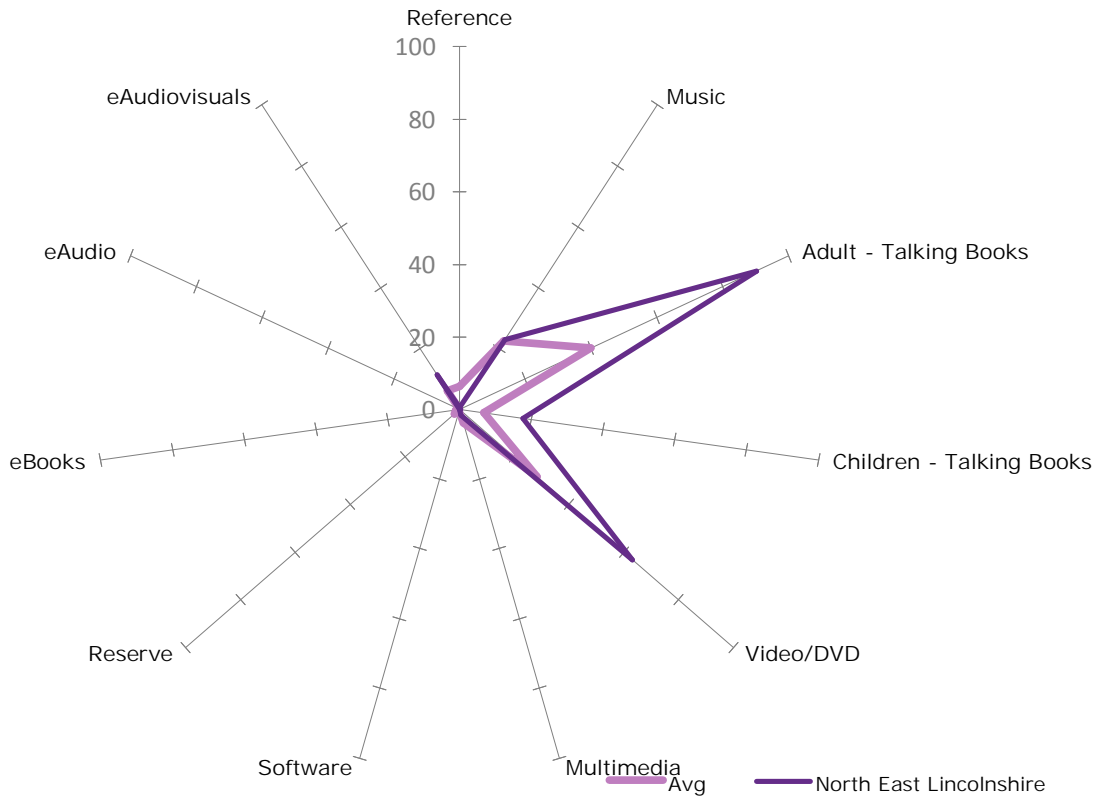 Reference
100
eAudiovisuals
Music
80
60
eAudio
Adult - Talking Books
40
20
0
eBooks
Children - Talking Books
Reserve
Video/DVD
Software
Multimedia
Avg
North East Lincolnshire